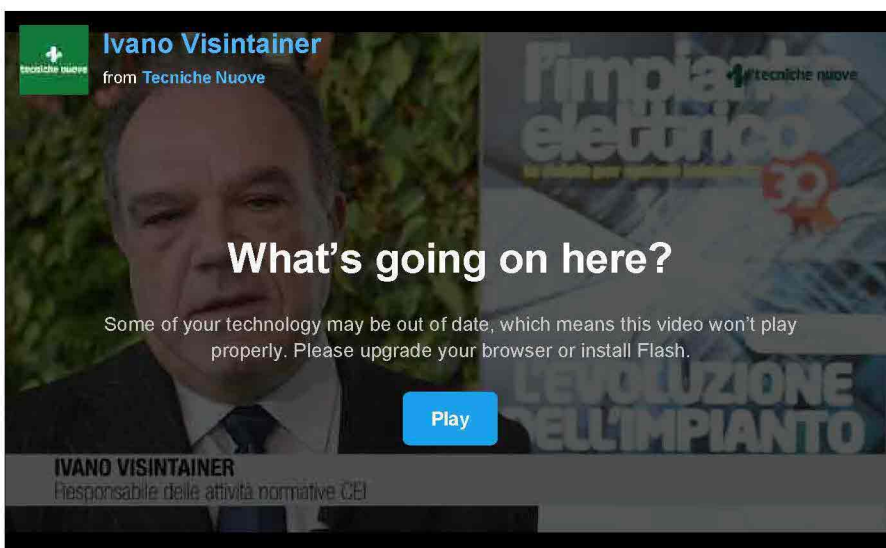 Ivano Visintainer
from Tecniche Nuove
tecniche nuove
tecniche nuove
l'impianto
elettrico
30
What's going on here?
Some of your technology may be out of date, which means this video won't play
properly. Please upgrade your browser or install Flash.
Play
L'EVOLUZIONE
DELL'IMPIANTO
IVANO VISINTAINER
Responsabile delle attività normative CEI